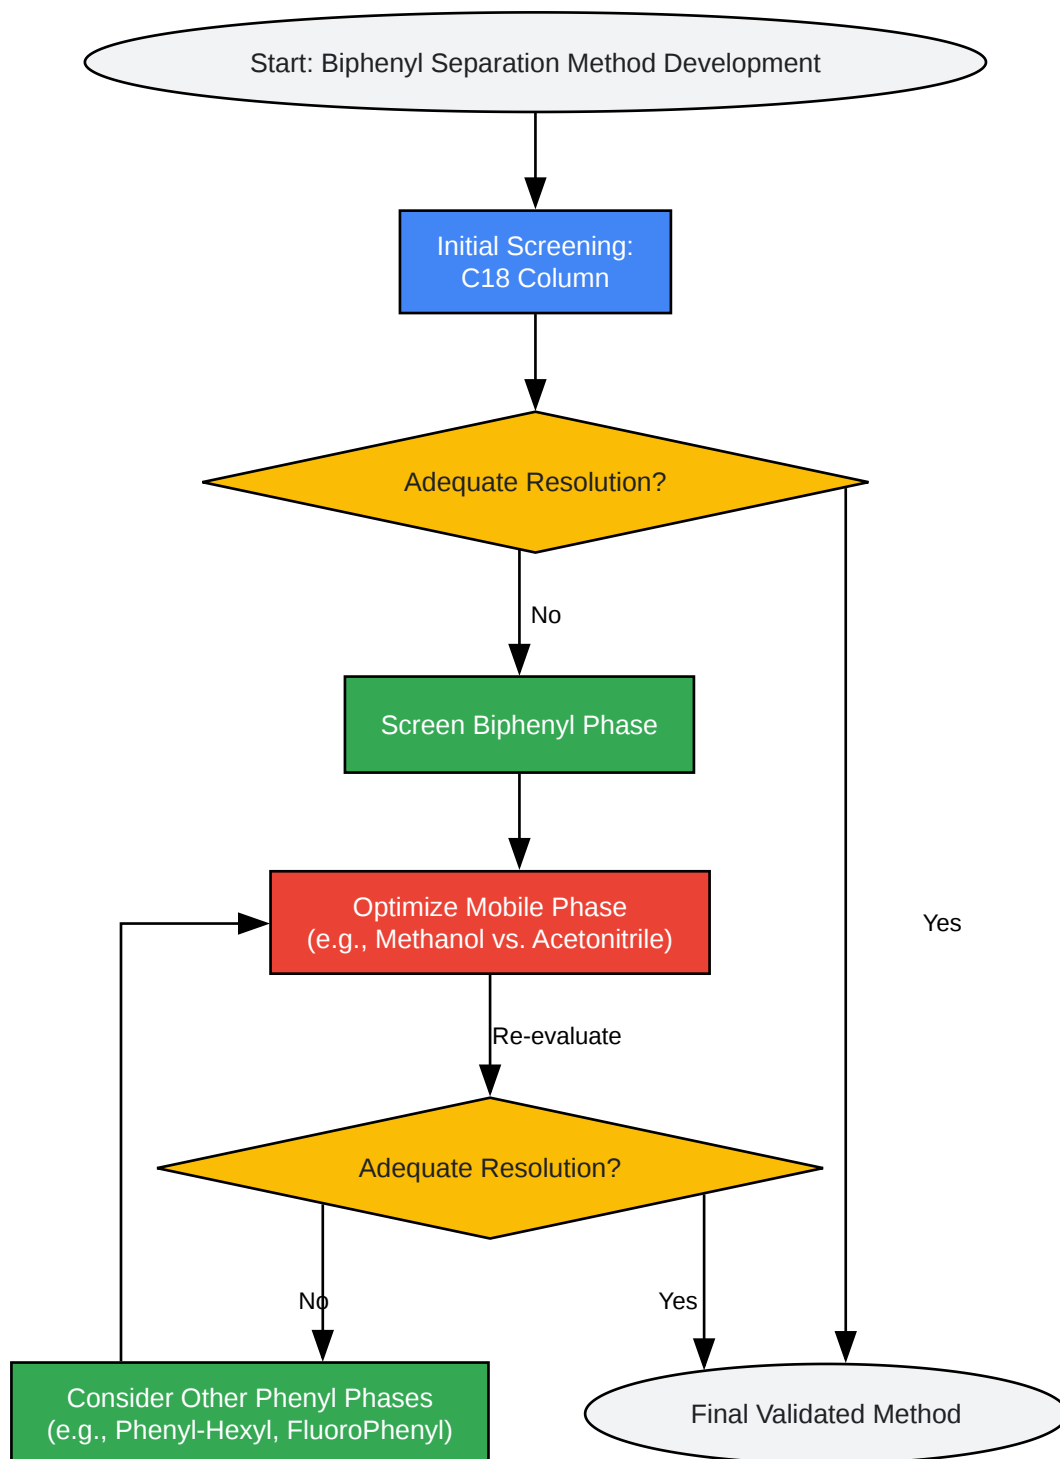 Start: Biphenyl Separation Method Development
Initial Screening:
C18 Column
Adequate Resolution?
No
Screen Biphenyl Phase
Optimize Mobile Phase
(e.g., Methanol vs. Acetonitrile)
Yes
Re-evaluate
Adequate Resolution?
No
Yes
Consider Other Phenyl Phases
(e.g., Phenyl-Hexyl, FluoroPhenyl)
Final Validated Method